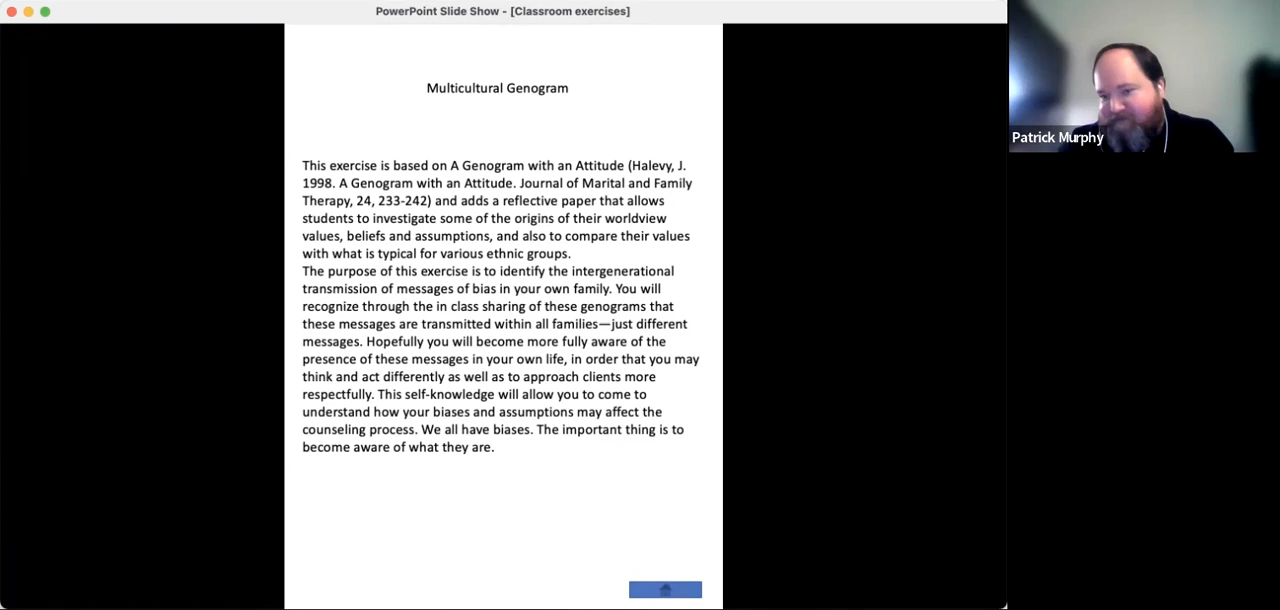 PowerPoint Slide Show - [Classroom exercises]
Multicultural Genogram
This exercise is based on A Genogram with an Attitude (Halevy, J.
1998. A Genogram with an Attitude. Journal of Marital and Family
Therapy, 24, 233-242) and adds a reflective paper that allows
students to investigate some of the origins of their worldview
values, beliefs and assumptions, and also to compare their values
with what is typical for various ethnic groups.
The purpose of this exercise is to identify the intergenerational
transmission of messages of bias in your own family. You will
recognize through the in class sharing of these genograms that
these messages are transmitted within all families—just different
messages. Hopefully you will become more fully aware of the
presence of these messages in your own life, in order that you may
think and act differently as well as to approach clients more
respectfully. This self-knowledge will allow you to come to
understand how your biases and assumptions may affect the
counseling process. We all have biases. The important thing is to
become aware of what they are.
Patrick Murphy